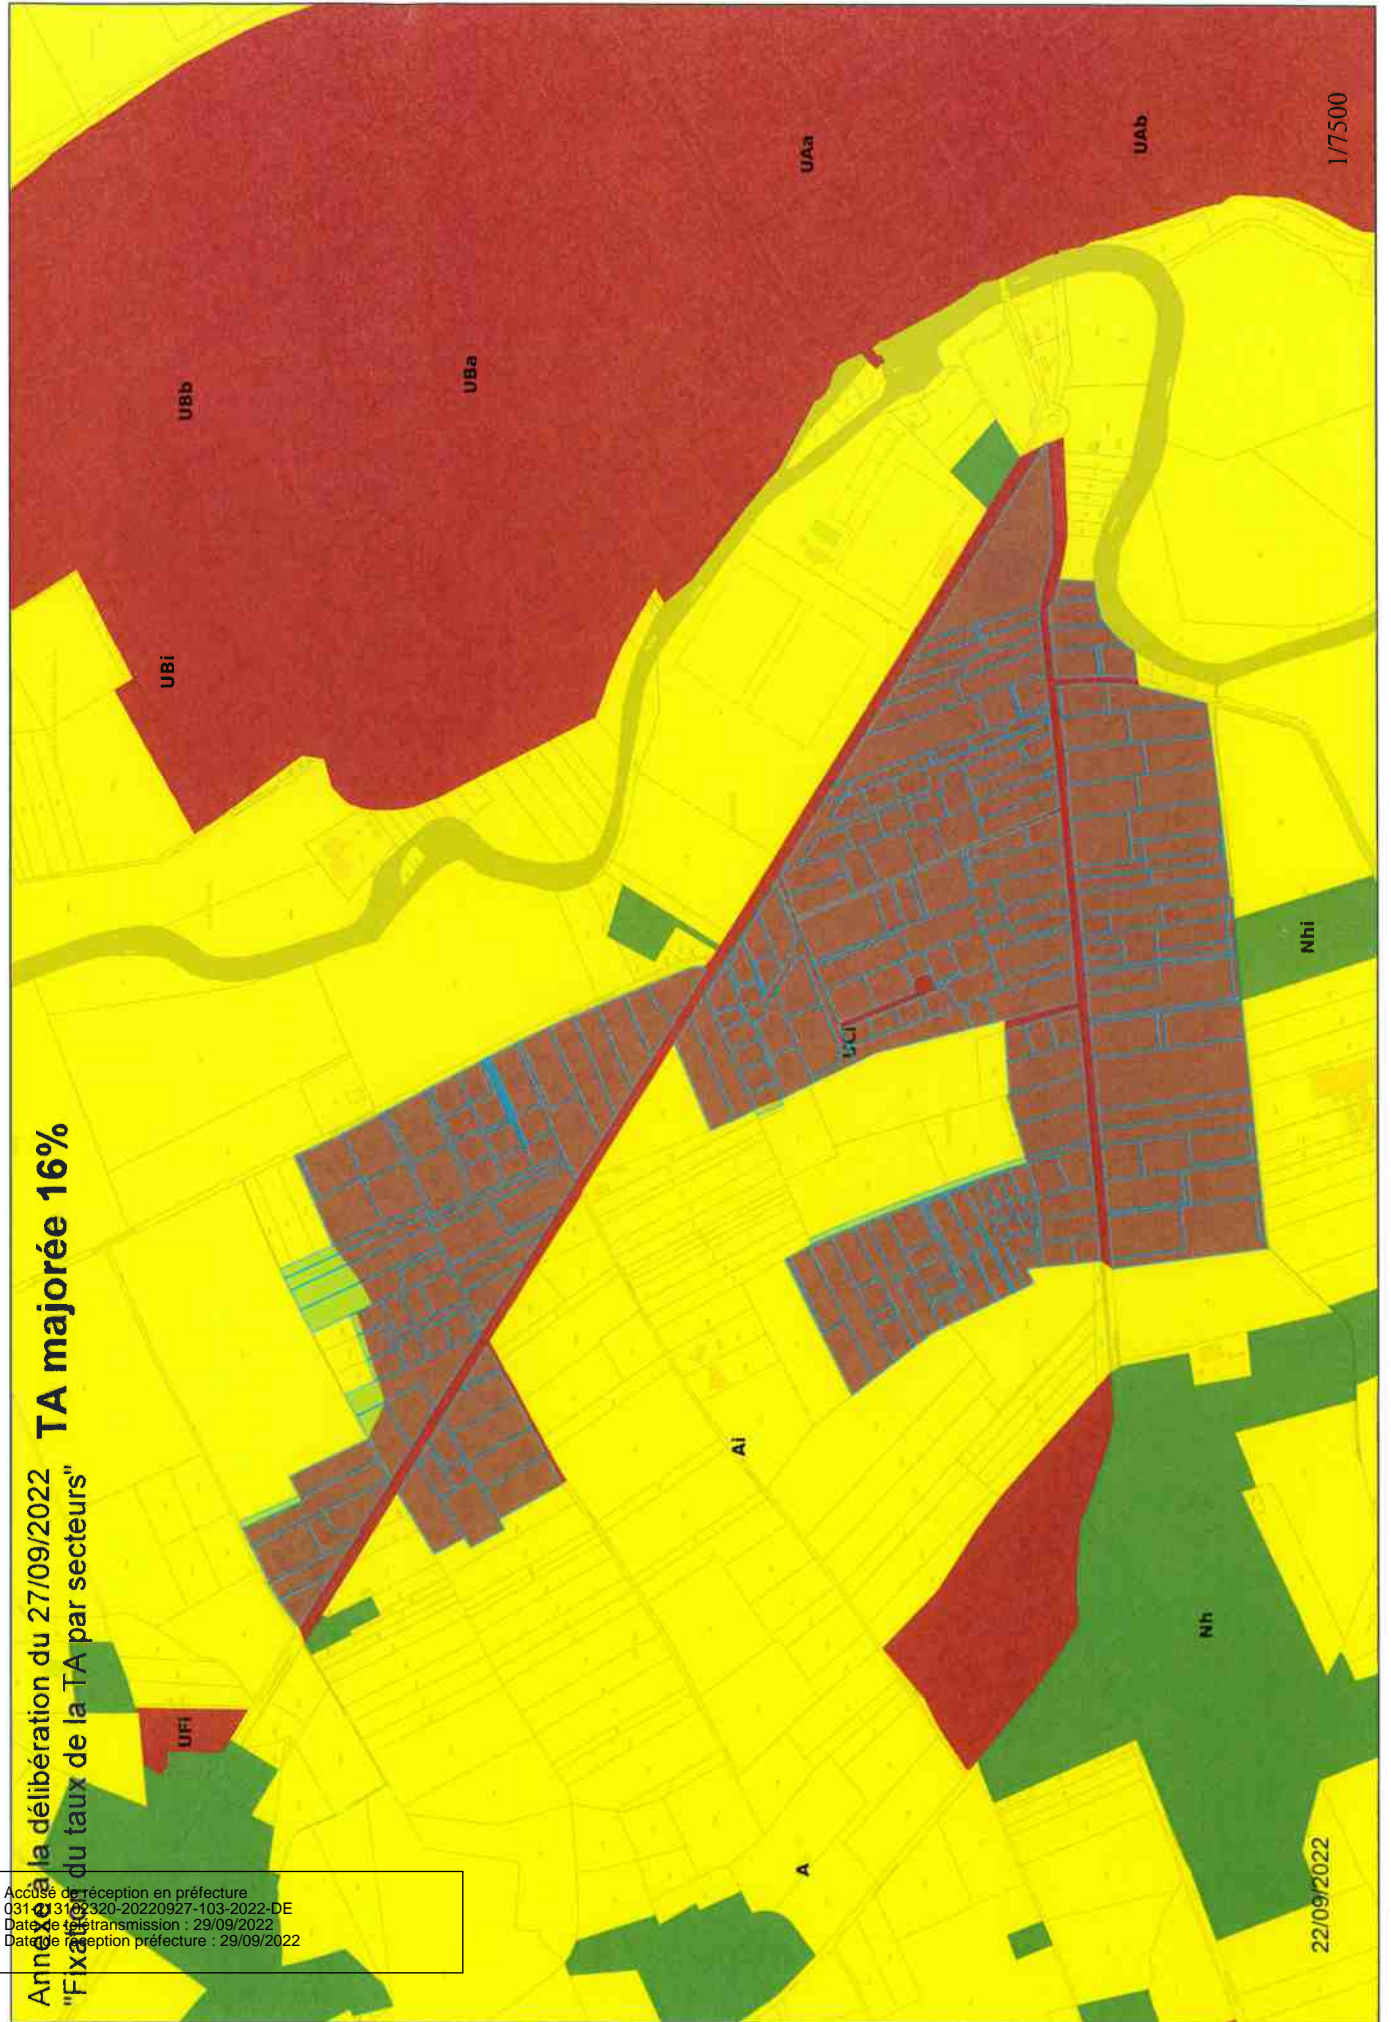 Annexe à la délibération du 27/09/2022 TA majorée 16%
"Fixation du taux de la TA par secteurs"
Accusé de réception en préfecture
031-213102320-20220927-103-2022-DE
Date de télétransmission : 29/09/2022
Date de réception préfecture : 29/09/2022
UFi
UBi
UBb
UBa
UAa
UAb
UCi
Ai
A
Nhi
Nh
22/09/2022
1/7500